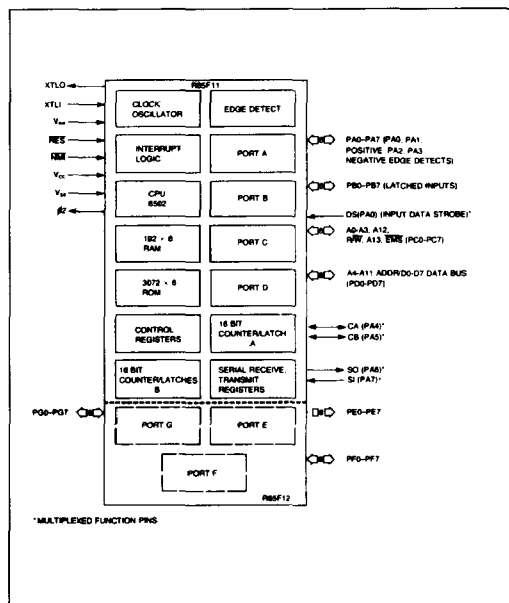 R65F11
XTLO
XTLI
RES
NMI
VCC
VSS
Ø2
CLOCK
OSCILLATOR
EDGE DETECT
INTERRUPT
LOGIC
PORT A
CPU
6502
PORT B
192 × 8
RAM
PORT C
3072 × 8
ROM
PORT D
CONTROL
REGISTERS
16 BIT
COUNTER/LATCH
A
16 BIT
COUNTER/LATCHES
B
SERIAL RECEIVE,
TRANSMIT
REGISTERS
PORT G
PORT E
PORT F
R65F12
PA0-PA7 (PA0, PA1,
POSITIVE PA2, PA3
NEGATIVE EDGE DETECTS)
PB0-PB7 (LATCHED INPUTS)
DS(PA0) (INPUT DATA STROBE)*
A0-A3, A12,
R/W, A13, EMS (PC0-PC7)
A4-A11 ADDR/D0-D7 DATA BUS
(PD0-PD7)
CA (PA4)*
CB (PA5)*
SO (PA6)*
SI (PA7)*
PG0-PG7
PE0-PE7
PF0-PF7
*MULTIPLEXED FUNCTION PINS